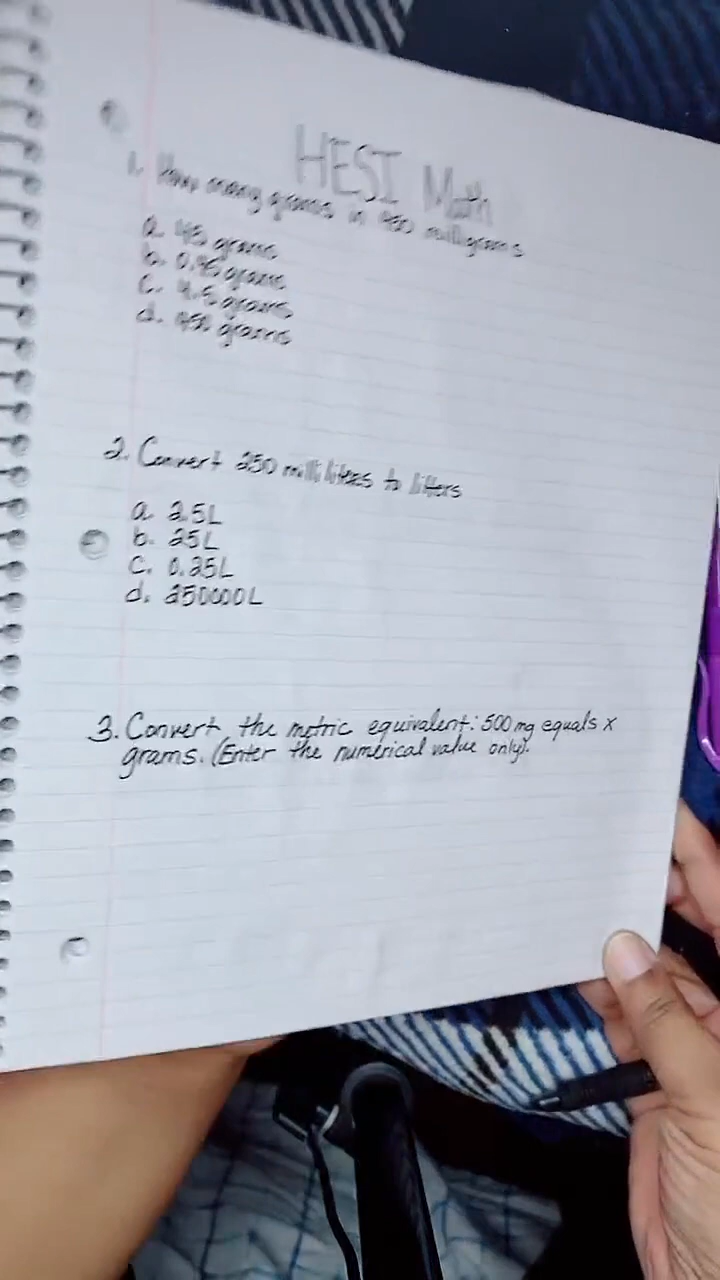 HESI Math
1. How many grams in 450 milligrams
a. 45 grams
b. 0.45 grams
c. 4.5 grams
d. 450 grams
2. Convert 250 milliliters to litters
a. 2.5L
b. 25L
C. 0.25L
d. 250000L
3. Convert the metric equivalent: 500 mg equals x
grams. (Enter the numerical value only).